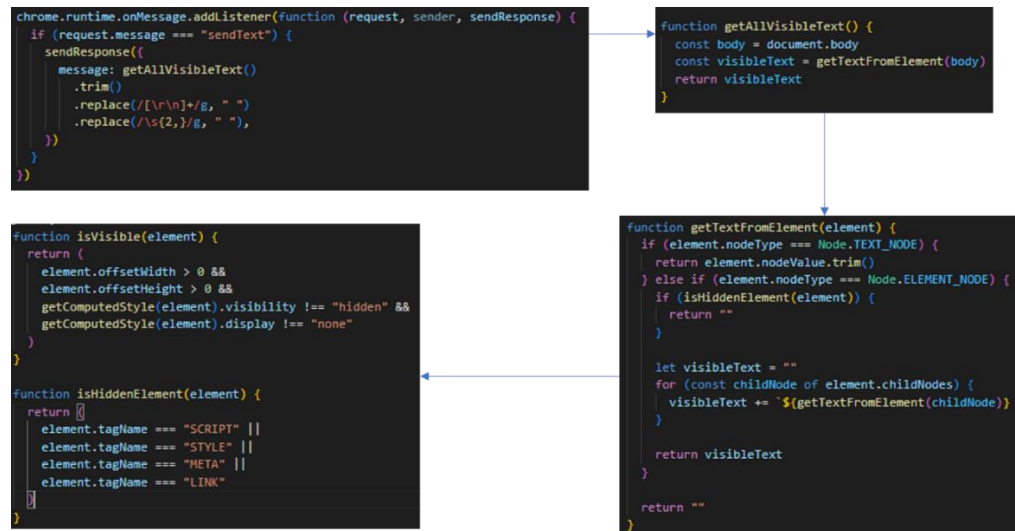 chrome.runtime.onMessage.addListener(function (request, sender, sendResponse) {
if (request.message === "sendText") {
sendResponse({
message: getAllVisibleText()
.trim()
.replace(/[\r\n]+/g, " ")
.replace(/\s{2,}/g, " "),
})
}
})
function getAllVisibleText() {
const body = document.body
const visibleText = getTextFromElement(body)
return visibleText
}
function isVisible(element) {
return (
element.offsetWidth > 0 &&
element.offsetHeight > 0 &&
getComputedStyle(element).visibility !== "hidden" &&
getComputedStyle(element).display !== "none"
)
}
function isHiddenElement(element) {
return (
element.tagName === "SCRIPT" ||
element.tagName === "STYLE" ||
element.tagName === "META" ||
element.tagName === "LINK"
)
}
function getTextFromElement(element) {
if (element.nodeType === Node.TEXT_NODE) {
return element.nodeValue.trim()
} else if (element.nodeType === Node.ELEMENT_NODE) {
if (isHiddenElement(element)) {
return ""
}
let visibleText = ""
for (const childNode of element.childNodes) {
visibleText += `${getTextFromElement(childNode)}
}
return visibleText
}
return ""
}